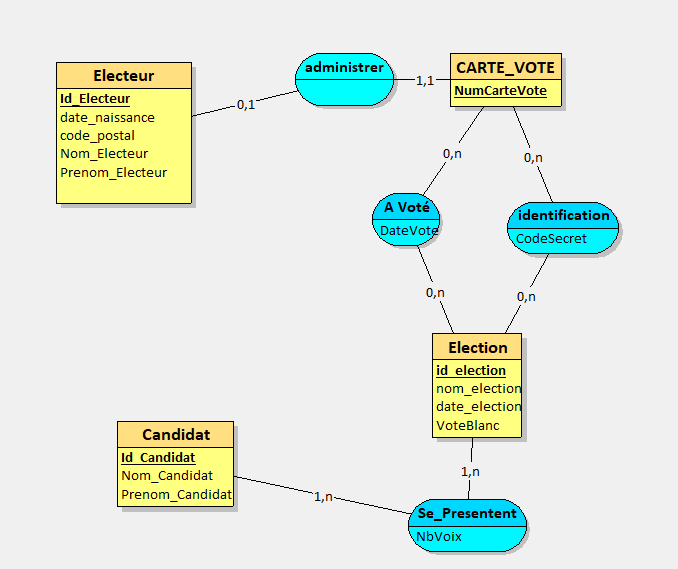 Electeur
Id_Electeur
date_naissance
code_postal
Nom_Electeur
Prenom_Electeur
0,1
administrer
1,1
CARTE_VOTE
NumCarteVote
0,n
0,n
A Voté
DateVote
identification
CodeSecret
0,n
0,n
Election
id_election
nom_election
date_election
VoteBlanc
Candidat
Id_Candidat
Nom_Candidat
Prenom_Candidat
1,n
1,n
Se_Presentent
NbVoix